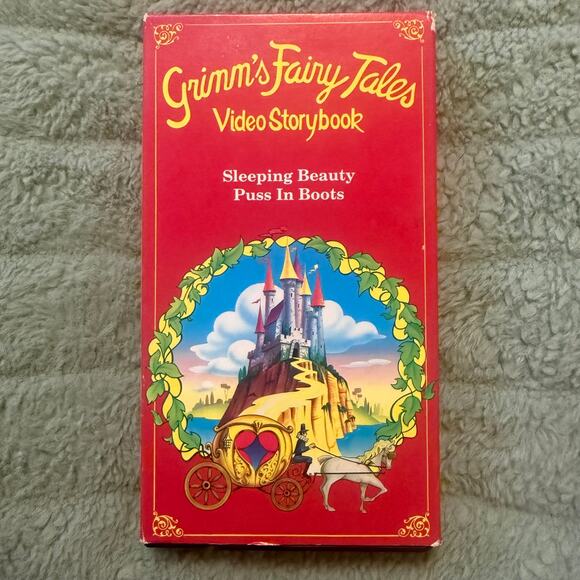 Grimm's Fairy Tales
Video Storybook
Sleeping Beauty
Puss In Boots